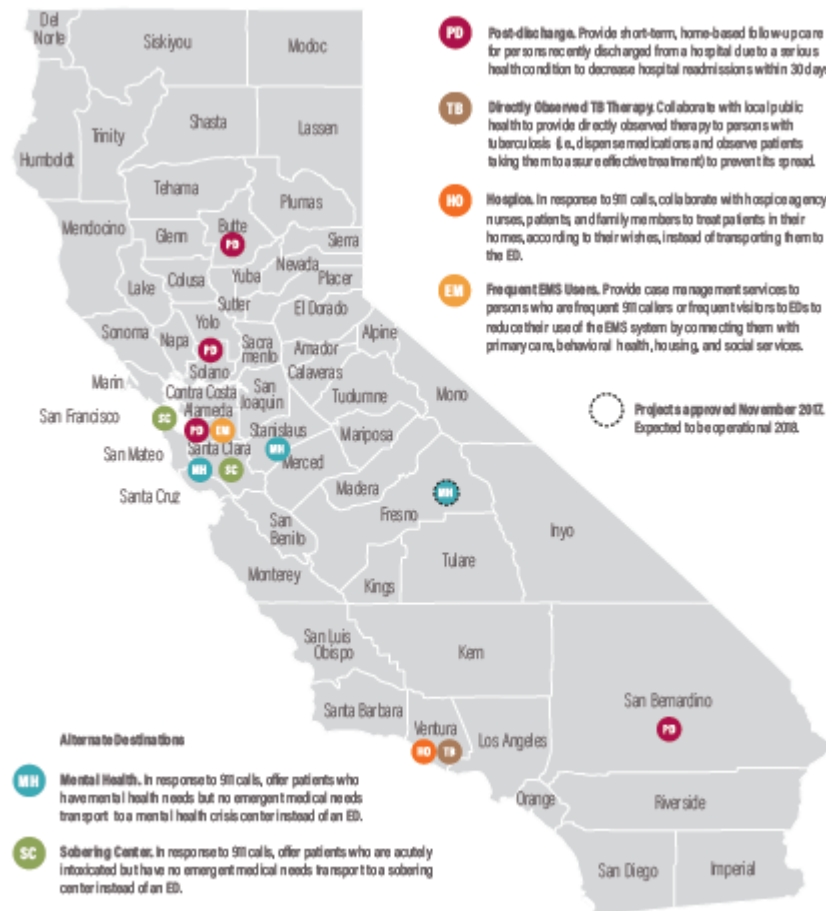 Del
Norte
Siskiyou
Modoc
Humboldt
Trinity
Shasta
Lassen
Tehama
Plumas
Mendocino
Glenn
Butte
PD
Sierra
Lake
Colusa
Yuba
Nevada
Placer
Sutter
El Dorado
Sonoma
Napa
Yolo
PD
Sacra
mento
Alpine
Amador
Solano
Calaveras
Marin
Contra Costa
San
Joaquin
Tuolumne
Mono
San Francisco
SC
Alameda
PD
EM
Stanislaus
MH
Mariposa
San Mateo
Santa Clara
MH
SC
Merced
Madera
MH
Santa Cruz
Fresno
San
Benito
Inyo
Monterey
Kings
Tulare
San Luis
Obispo
Kern
Santa Barbara
Ventura
HO
TB
Los Angeles
San Bernardino
PD
Orange
Riverside
San Diego
Imperial
PD
Post-discharge. Provide short-term, home-based follow-up care
for persons recently discharged from a hospital due to a serious
health condition to decrease hospital readmissions within 30 days
TB
Directly Observed TB Therapy. Collaborate with local public
health to provide directly observed therapy to persons with
tuberculosis (i.e., dispense medications and observe patients
taking them to assure effective treatment) to prevent its spread.
HO
Hospice. In response to 911 calls, collaborate with hospice agency
nurses, patients, and family members to treat patients in their
homes, according to their wishes, instead of transporting them to
the ED.
EM
Frequent EMS Users. Provide case management services to
persons who are frequent 911 callers or frequent visitors to EDs to
reduce their use of the EMS system by connecting them with
primary care, behavioral health, housing, and social services.
Projects approved November 2017.
Expected to be operational 2018.
Alternate Destinations
MH
Mental Health. In response to 911 calls, offer patients who
have mental health needs but no emergent medical needs
transport to a mental health crisis center instead of an ED.
SC
Sobering Center. In response to 911 calls, offer patients who are acutely
intoxicated but have no emergent medical needs transport to a sobering
center instead of an ED.